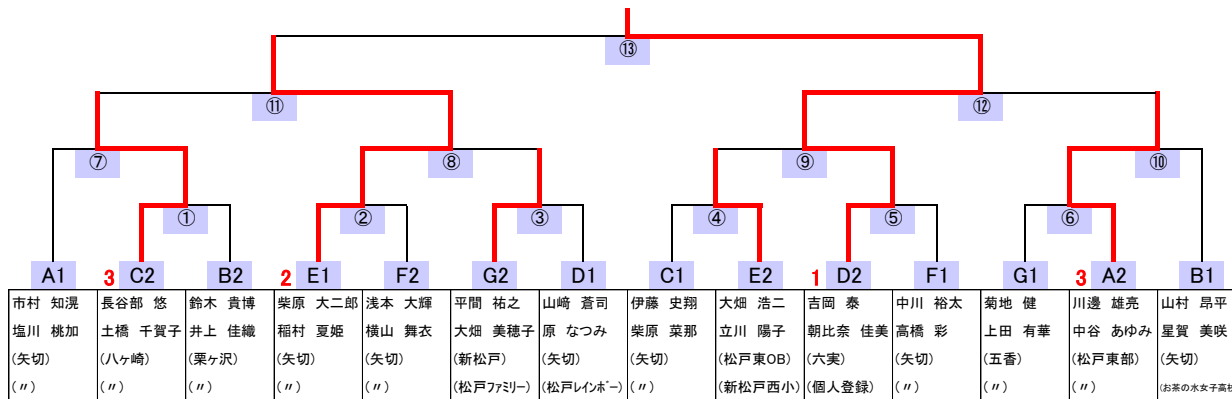 ⑬
⑪ ⑫
⑦ ⑧ ⑨ ⑩
① ② ③ ④ ⑤ ⑥
A1 3 C2 B2 2 E1 F2 G2 D1 C1 E2 1 D2 F1 G1 3 A2 B1
市村 知滉 長谷部 悠 鈴木 貴博 柴原 大二郎 浅本 大輝 平間 祐之 山﨑 蒼司 伊藤 史翔 大畑 浩二 吉岡 泰 中川 裕太 菊地 健 川邊 雄亮 山村 昂平
塩川 桃加 土橋 千賀子 井上 佳織 稲村 夏姫 横山 舞衣 大畑 美穂子 原 なつみ 柴原 菜那 立川 陽子 朝比奈 佳美 高橋 彩 上田 有華 中谷 あゆみ 星賀 美咲
(矢切) (八ヶ崎) (栗ヶ沢) (矢切) (矢切) (新松戸) (矢切) (矢切) (松戸東OB) (六実) (矢切) (五香) (松戸東部) (矢切)
(〃) (〃) (〃) (〃) (〃) (松戸ファミリー) (松戸レインボー) (〃) (新松戸西小) (個人登録) (〃) (〃) (〃) (お茶の水女子高校